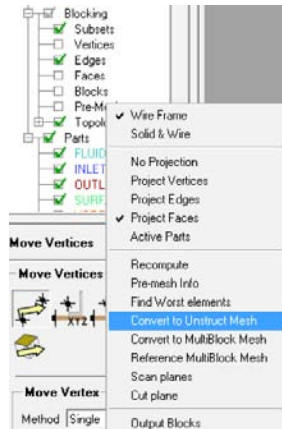 Blocking
Subsets
Vertices
Edges
Faces
Blocks
Pre-M
Topol
Parts
FLUID
INLET
OUTL
SURF
Wire Frame
Solid & Wire
No Projection
Project Vertices
Project Edges
Project Faces
Active Parts
Recompute
Pre-mesh Info
Find Worst elements
Convert to Unstruct Mesh
Convert to MultiBlock Mesh
Reference MultiBlock Mesh
Scan planes
Cut plane
Output Blocks
Move Vertices
Move Vertices
XYZ
Move Vertex
Method Single